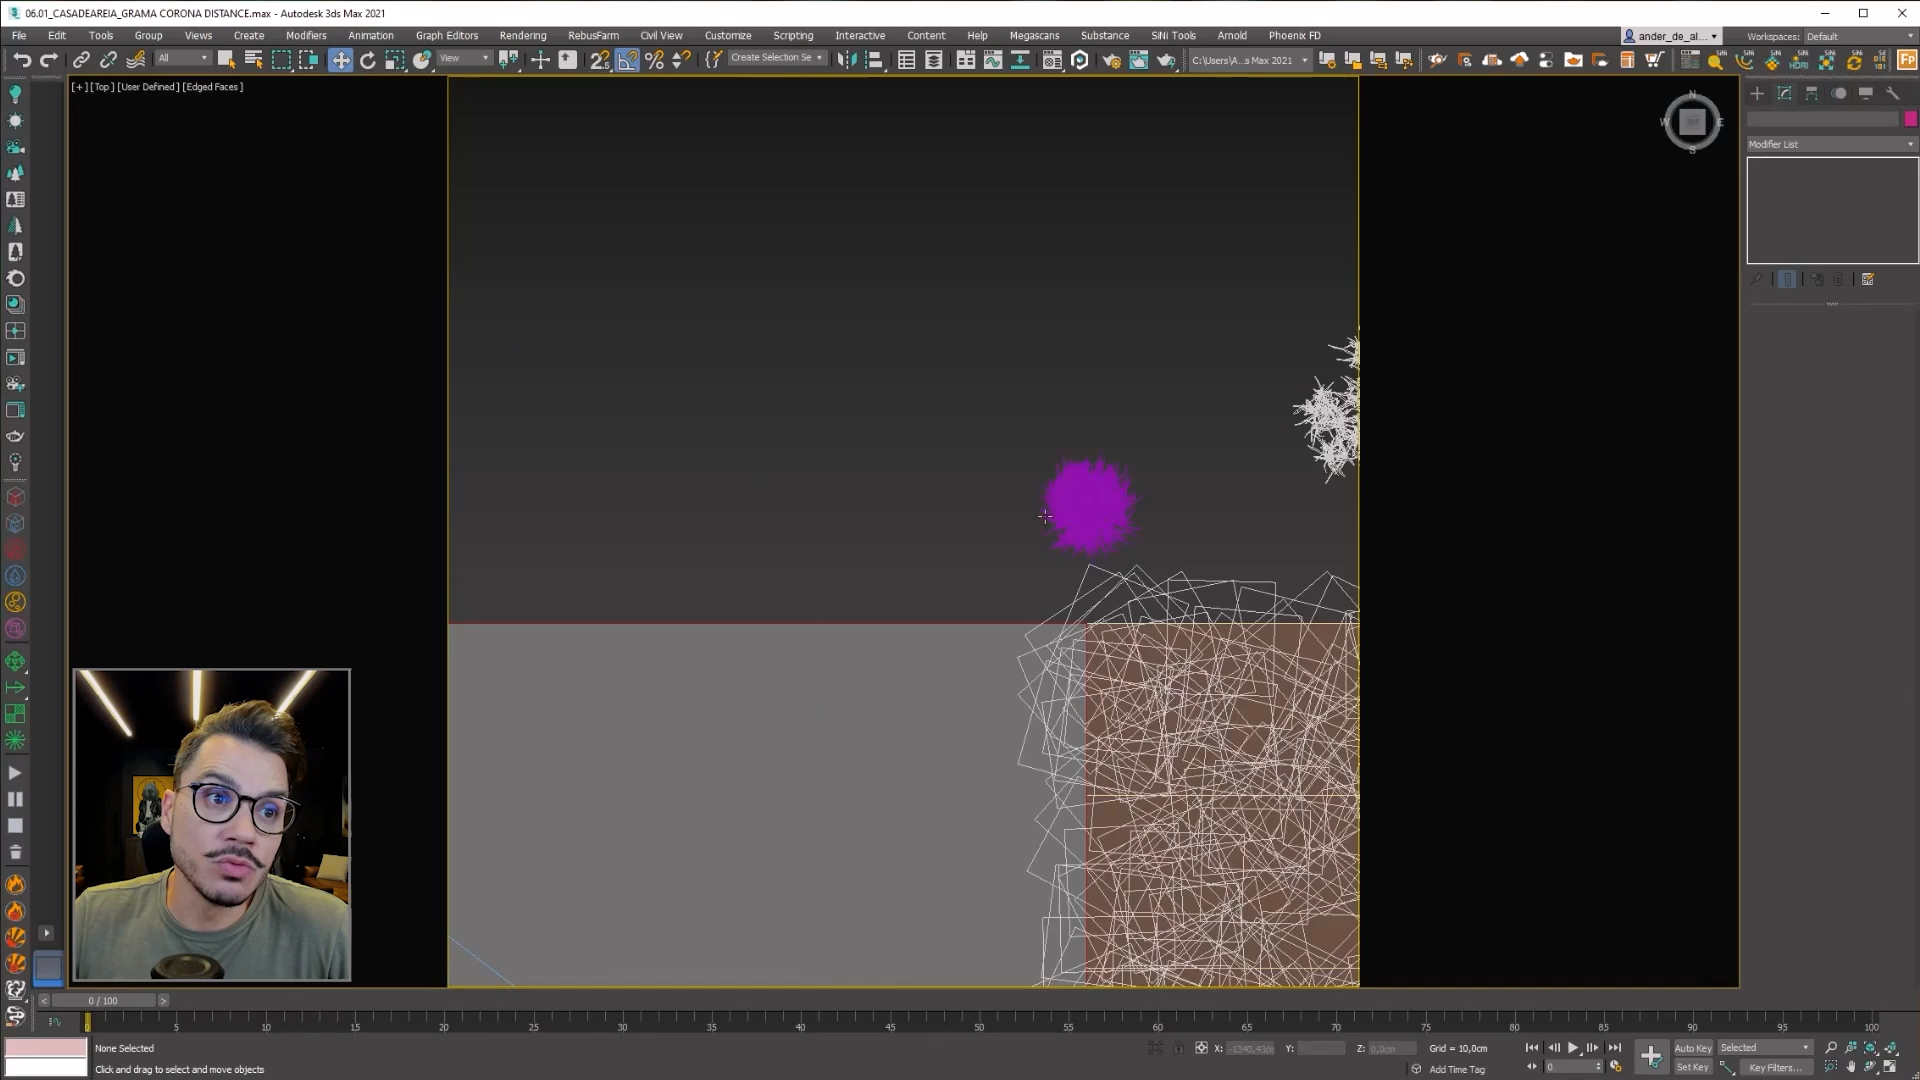 06.01_CASADEAREIA_GRAMA CORONA DISTANCE.max - Autodesk 3ds Max 2021
File Edit Tools Group Views Create Modifiers Animation Graph Editors Rendering RebusFarm Civil View Customize Scripting Interactive Content Help Megascans Substance SiNi Tools Arnold Phoenix FD
ander_de_al... Workspaces: Default
All View Create Selection Se C:\Users\A...s Max 2021
[+] [Top] [User Defined] [Edged Faces]
N
W E
S
Modifier List
0 / 100
0 5 10 15 20 25 30 35 40 45 50 55 60 65 70 75 80 85 90 95 100
None Selected
X: Y: Z: 0,0cm Grid = 10,0cm
Auto Key Selected
Click and drag to select and move objects
Add Time Tag
0
Set Key Key Filters...